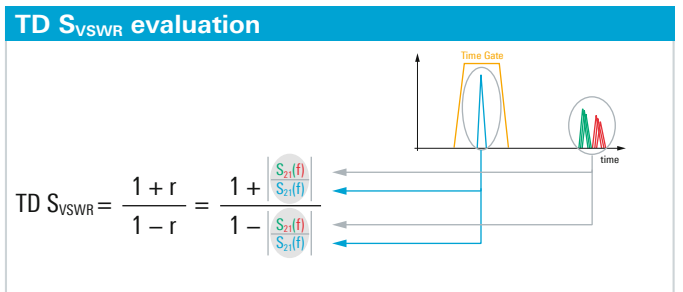 TD SVSWR evaluation
Time Gate
time
TD SVSWR = 1 + r / 1 – r = 1 + |S21(f) / S21(f)| / 1 – |S21(f) / S21(f)|